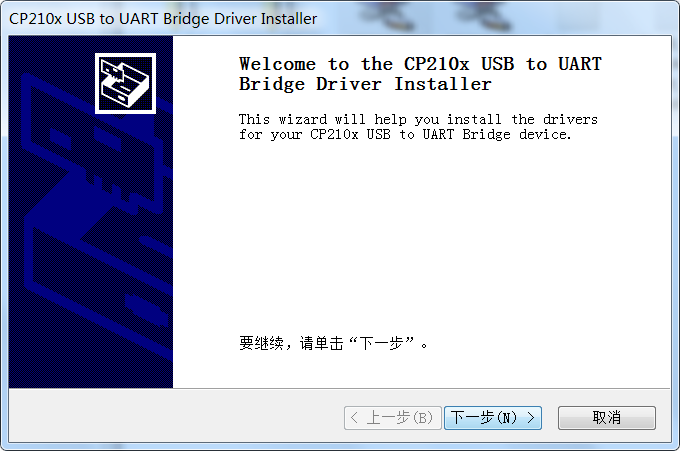 CP210x USB to UART Bridge Driver Installer
Welcome to the CP210x USB to UART
Bridge Driver Installer
This wizard will help you install the drivers
for your CP210x USB to UART Bridge device.
要继续，请单击“下一步”。
< 上一步(B)
下一步(N) >
取消